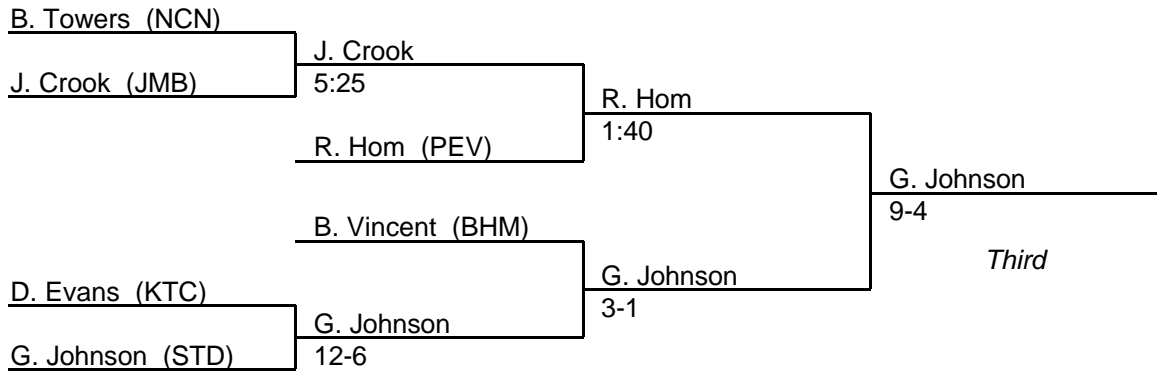 B. Towers (NCN)
J. Crook
J. Crook (JMB)
5:25
R. Hom
1:40
R. Hom (PEV)
G. Johnson
9-4
B. Vincent (BHM)
Third
G. Johnson
D. Evans (KTC)
3-1
G. Johnson
G. Johnson (STD)
12-6